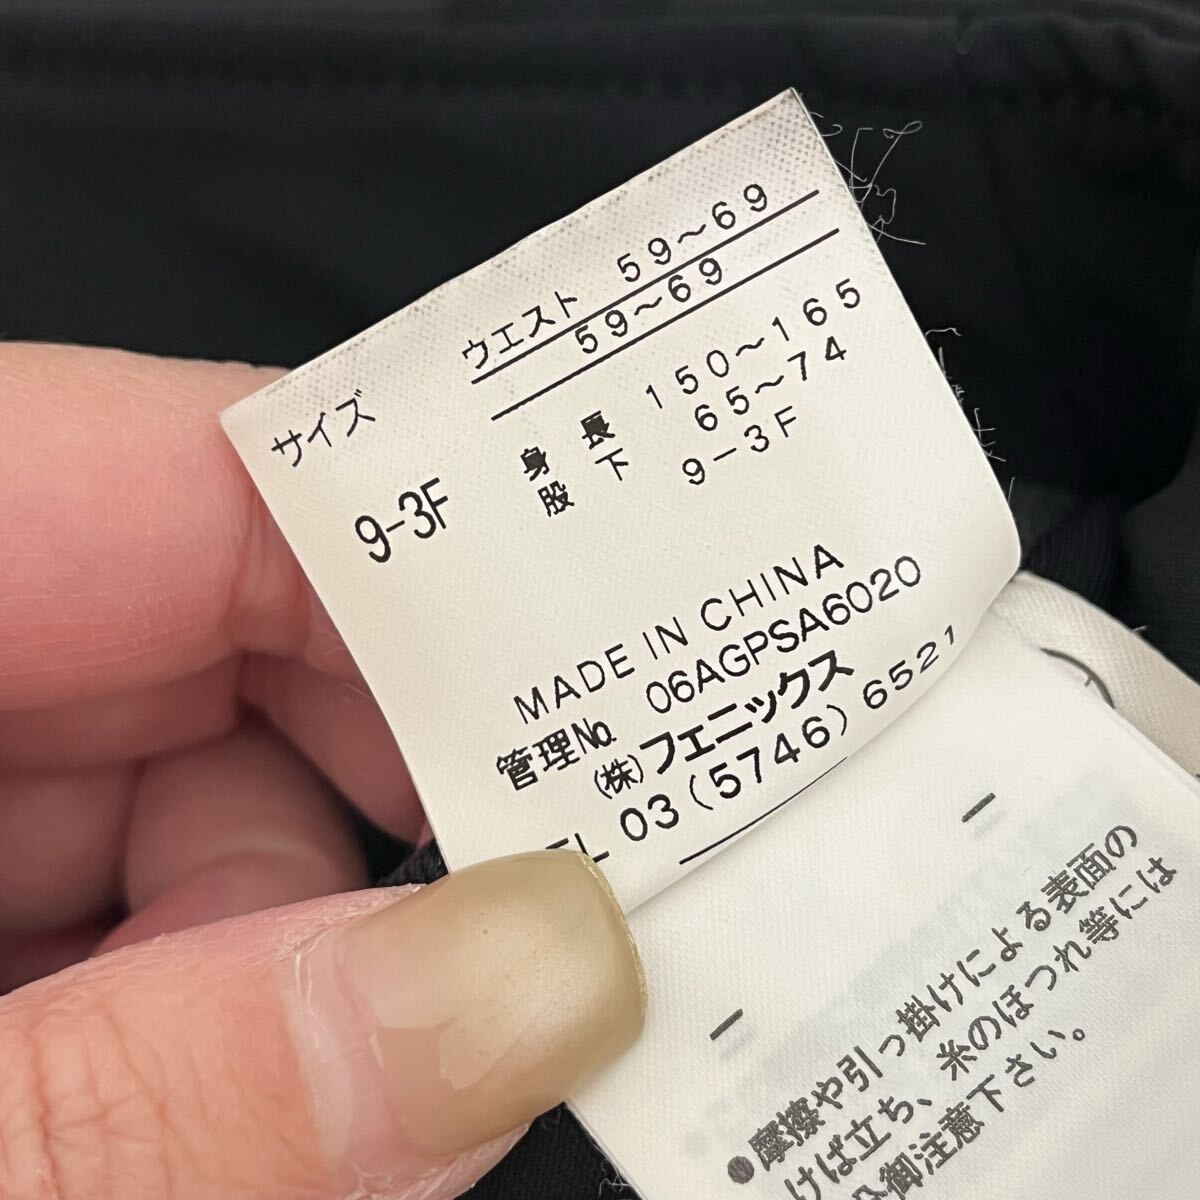 サイズ
ウエスト 59～69
59～69
身長 150～165
股下 65～74
9-3F
9-3F
MADE IN CHINA
管理No. 06AGPSA6020
(株)フェニックス
03(5746)6521
●摩擦や引っ掛けによる表面の
けば立ち、糸のほつれ等には
御注意下さい。